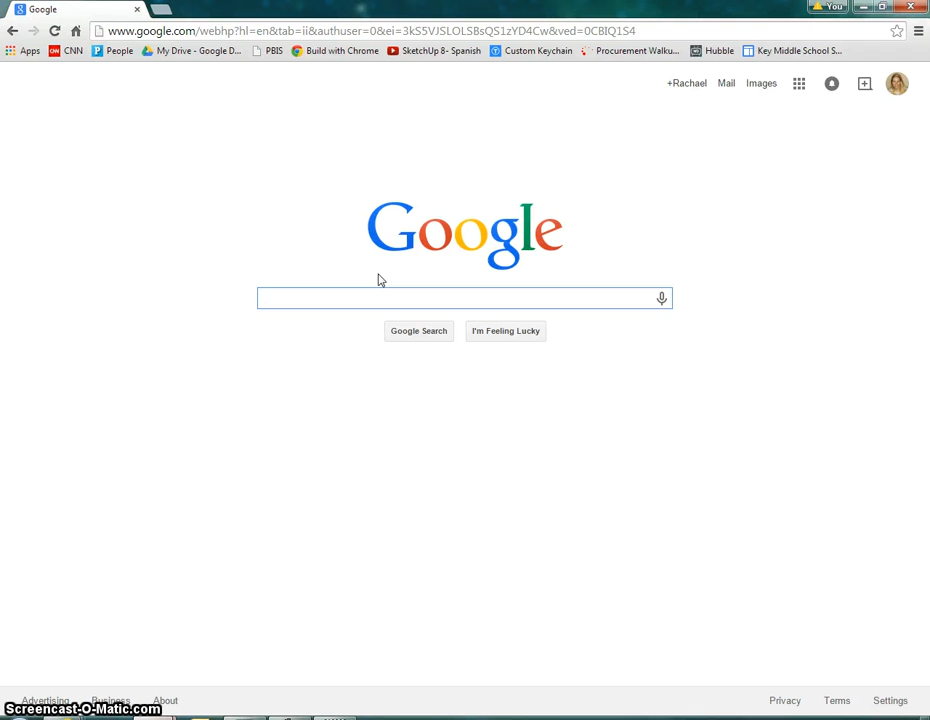 Google
You
www.google.com/webhp?hl=en&tab=ii&authuser=0&ei=3kS5VJSLOLSBsQS1zYD4Cw&ved=0CBIQ1S4
Apps CNN People My Drive - Google D... PBIS Build with Chrome SketchUp 8- Spanish Custom Keychain Procurement Walku... Hubble Key Middle School S...
+Rachael Mail Images
Google
Google Search I'm Feeling Lucky
Advertising Business About Privacy Terms Settings
Screencast-O-Matic.com